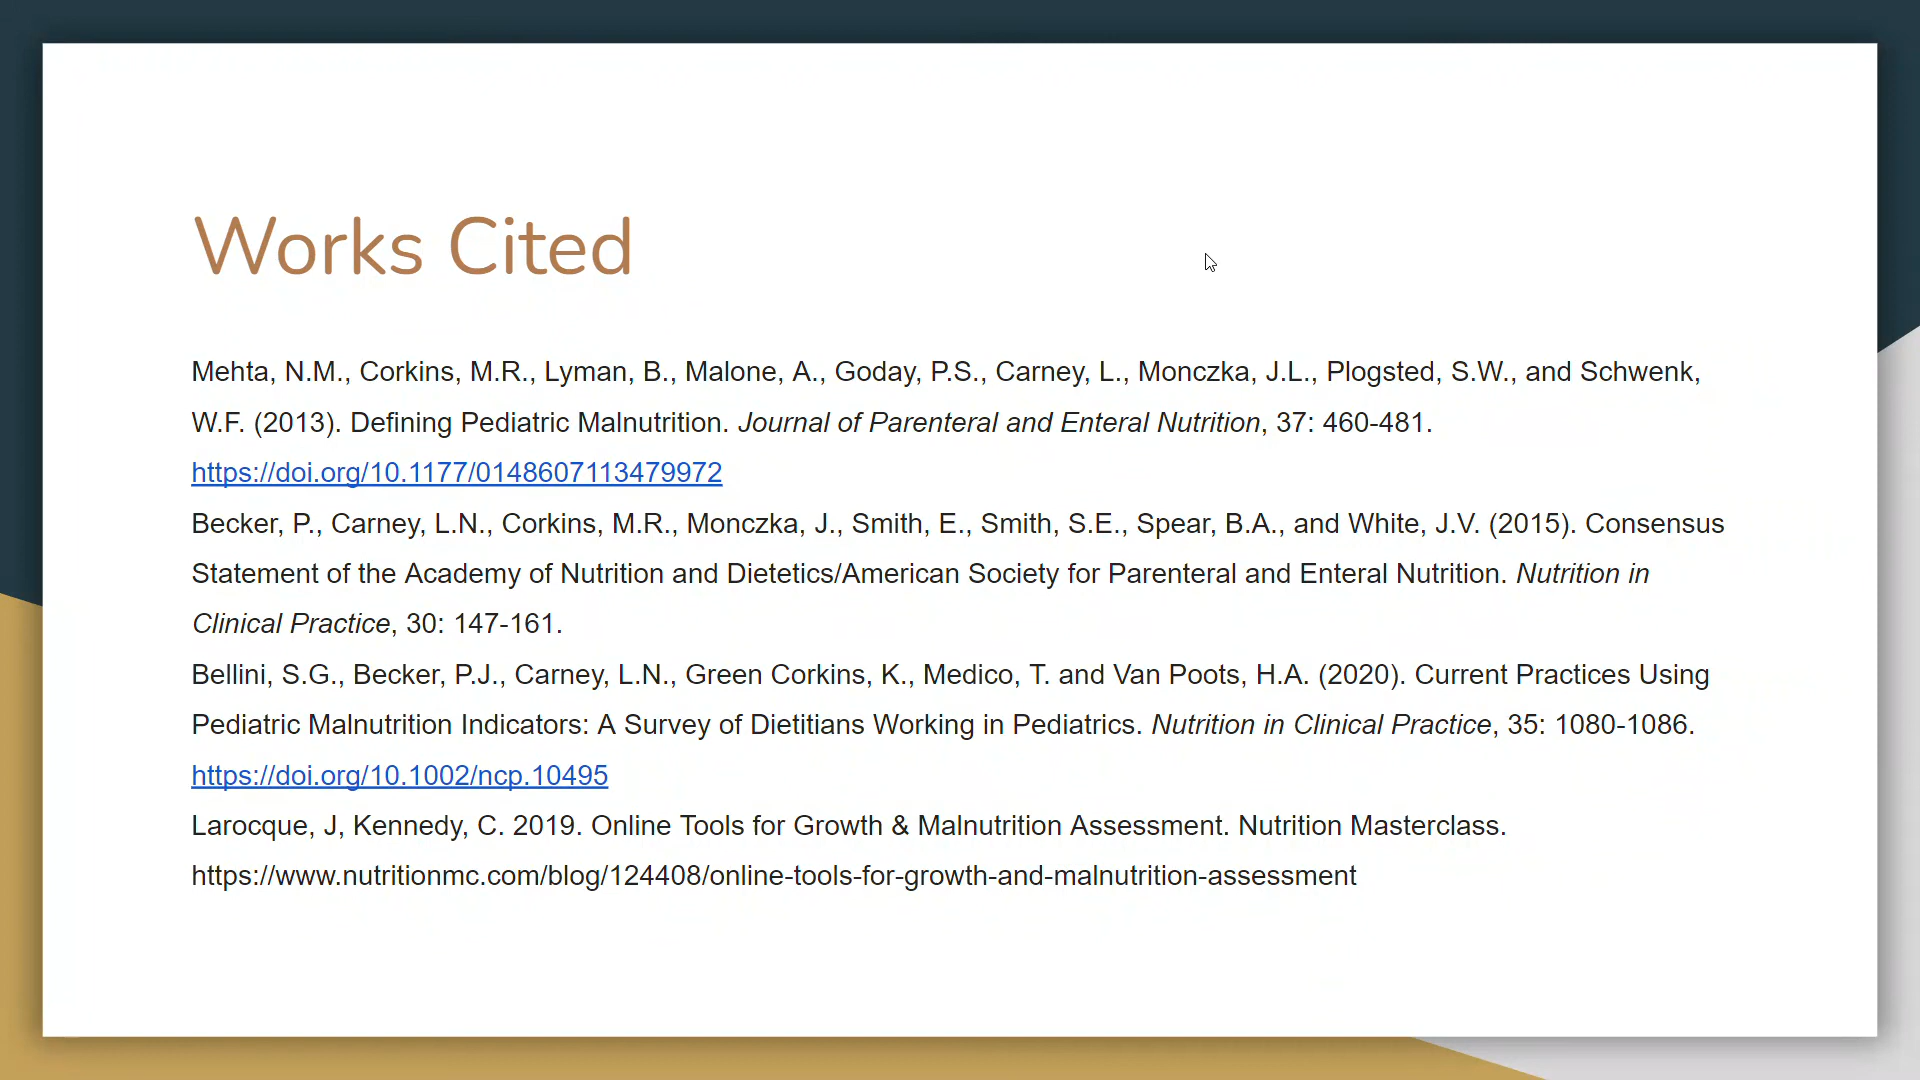 Works Cited
Mehta, N.M., Corkins, M.R., Lyman, B., Malone, A., Goday, P.S., Carney, L., Monczka, J.L., Plogsted, S.W., and Schwenk,
W.F. (2013). Defining Pediatric Malnutrition. Journal of Parenteral and Enteral Nutrition, 37: 460-481.
https://doi.org/10.1177/0148607113479972
Becker, P., Carney, L.N., Corkins, M.R., Monczka, J., Smith, E., Smith, S.E., Spear, B.A., and White, J.V. (2015). Consensus
Statement of the Academy of Nutrition and Dietetics/American Society for Parenteral and Enteral Nutrition. Nutrition in
Clinical Practice, 30: 147-161.
Bellini, S.G., Becker, P.J., Carney, L.N., Green Corkins, K., Medico, T. and Van Poots, H.A. (2020). Current Practices Using
Pediatric Malnutrition Indicators: A Survey of Dietitians Working in Pediatrics. Nutrition in Clinical Practice, 35: 1080-1086.
https://doi.org/10.1002/ncp.10495
Larocque, J, Kennedy, C. 2019. Online Tools for Growth & Malnutrition Assessment. Nutrition Masterclass.
https://www.nutritionmc.com/blog/124408/online-tools-for-growth-and-malnutrition-assessment